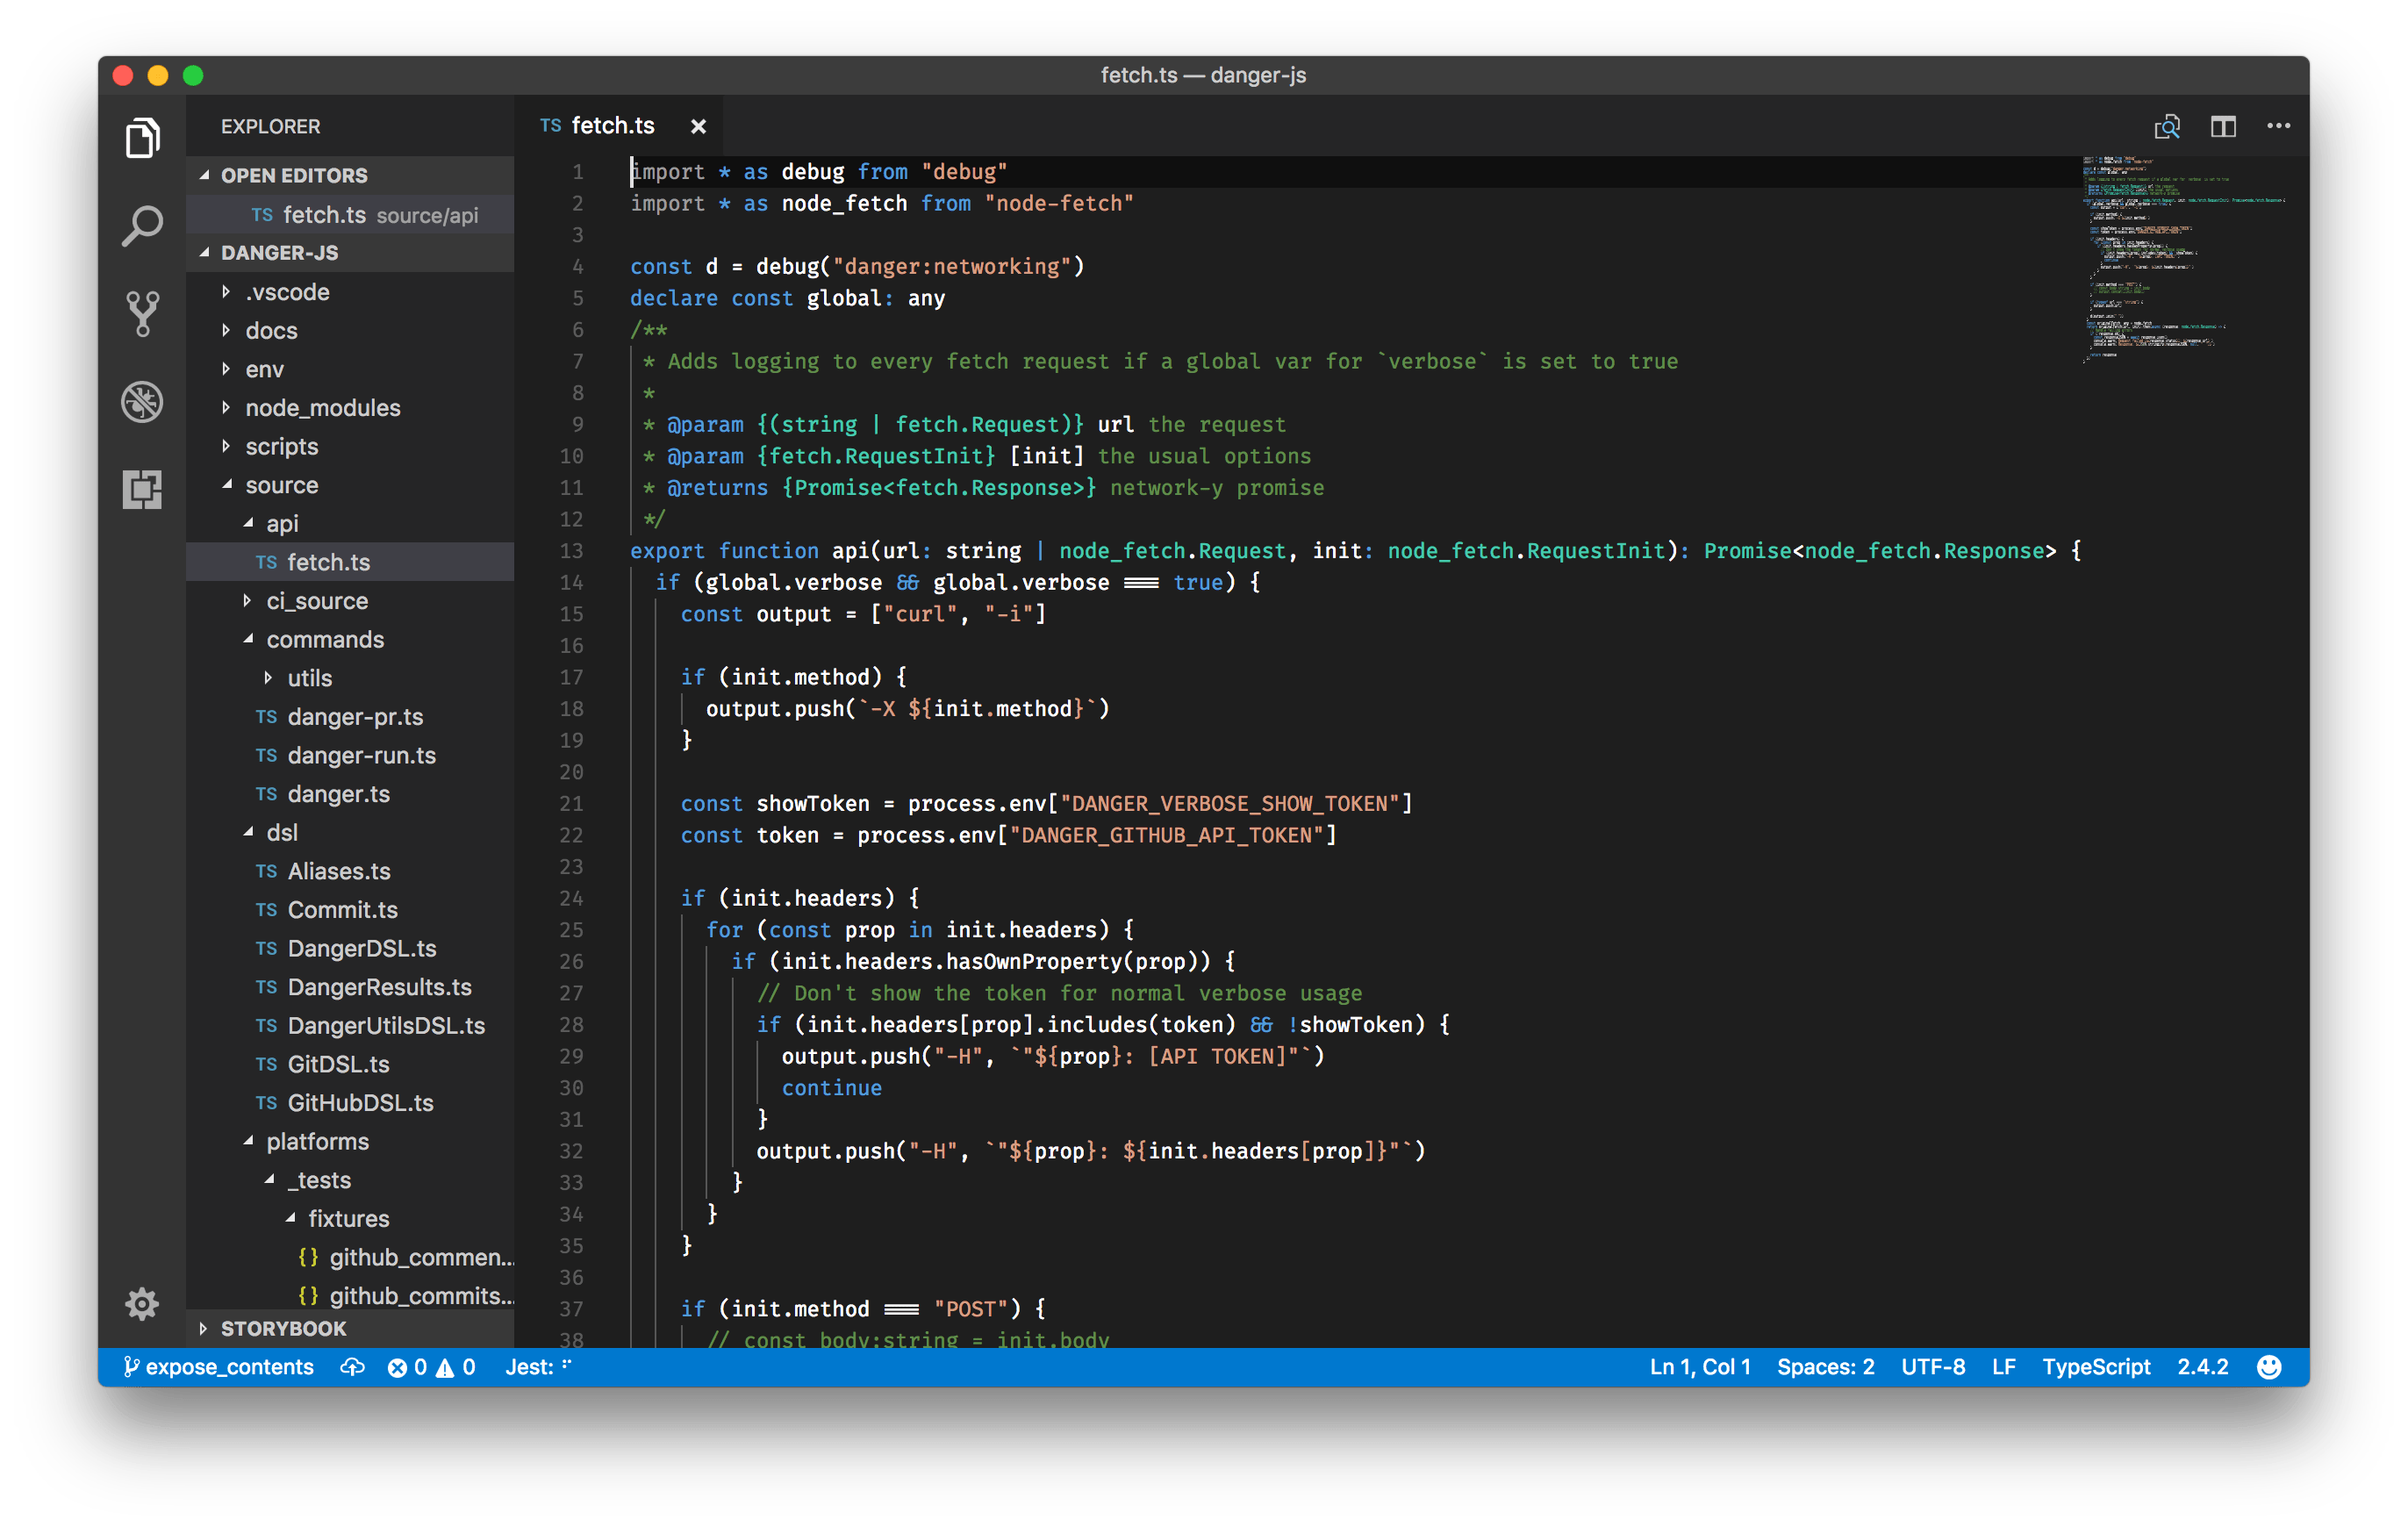 fetch.ts — danger-js
EXPLORER
OPEN EDITORS
TS fetch.ts source/api
DANGER-JS
.vscode
docs
env
node_modules
scripts
source
api
TS fetch.ts
ci_source
commands
utils
TS danger-pr.ts
TS danger-run.ts
TS danger.ts
dsl
TS Aliases.ts
TS Commit.ts
TS DangerDSL.ts
TS DangerResults.ts
TS DangerUtilsDSL.ts
TS GitDSL.ts
TS GitHubDSL.ts
platforms
_tests
fixtures
{} github_commen...
{} github_commits...
STORYBOOK
TS fetch.ts
1 import * as debug from "debug"
2 import * as node_fetch from "node-fetch"
3
4 const d = debug("danger:networking")
5 declare const global: any
6 /**
7 * Adds logging to every fetch request if a global var for `verbose` is set to true
8 *
9 * @param {(string | fetch.Request)} url the request
10 * @param {fetch.RequestInit} [init] the usual options
11 * @returns {Promise<fetch.Response>} network-y promise
12 */
13 export function api(url: string | node_fetch.Request, init: node_fetch.RequestInit): Promise<node_fetch.Response> {
14 if (global.verbose && global.verbose === true) {
15 const output = ["curl", "-i"]
16
17 if (init.method) {
18 output.push(`-X ${init.method}`)
19 }
20
21 const showToken = process.env["DANGER_VERBOSE_SHOW_TOKEN"]
22 const token = process.env["DANGER_GITHUB_API_TOKEN"]
23
24 if (init.headers) {
25 for (const prop in init.headers) {
26 if (init.headers.hasOwnProperty(prop)) {
27 // Don't show the token for normal verbose usage
28 if (init.headers[prop].includes(token) && !showToken) {
29 output.push("-H", `"${prop}: [API TOKEN]"`)
30 continue
31 }
32 output.push("-H", `"${prop}: ${init.headers[prop]}"`)
33 }
34 }
35 }
36
37 if (init.method === "POST") {
38 // const body:string = init.body
expose_contents 0 0 Jest: Ln 1, Col 1 Spaces: 2 UTF-8 LF TypeScript 2.4.2